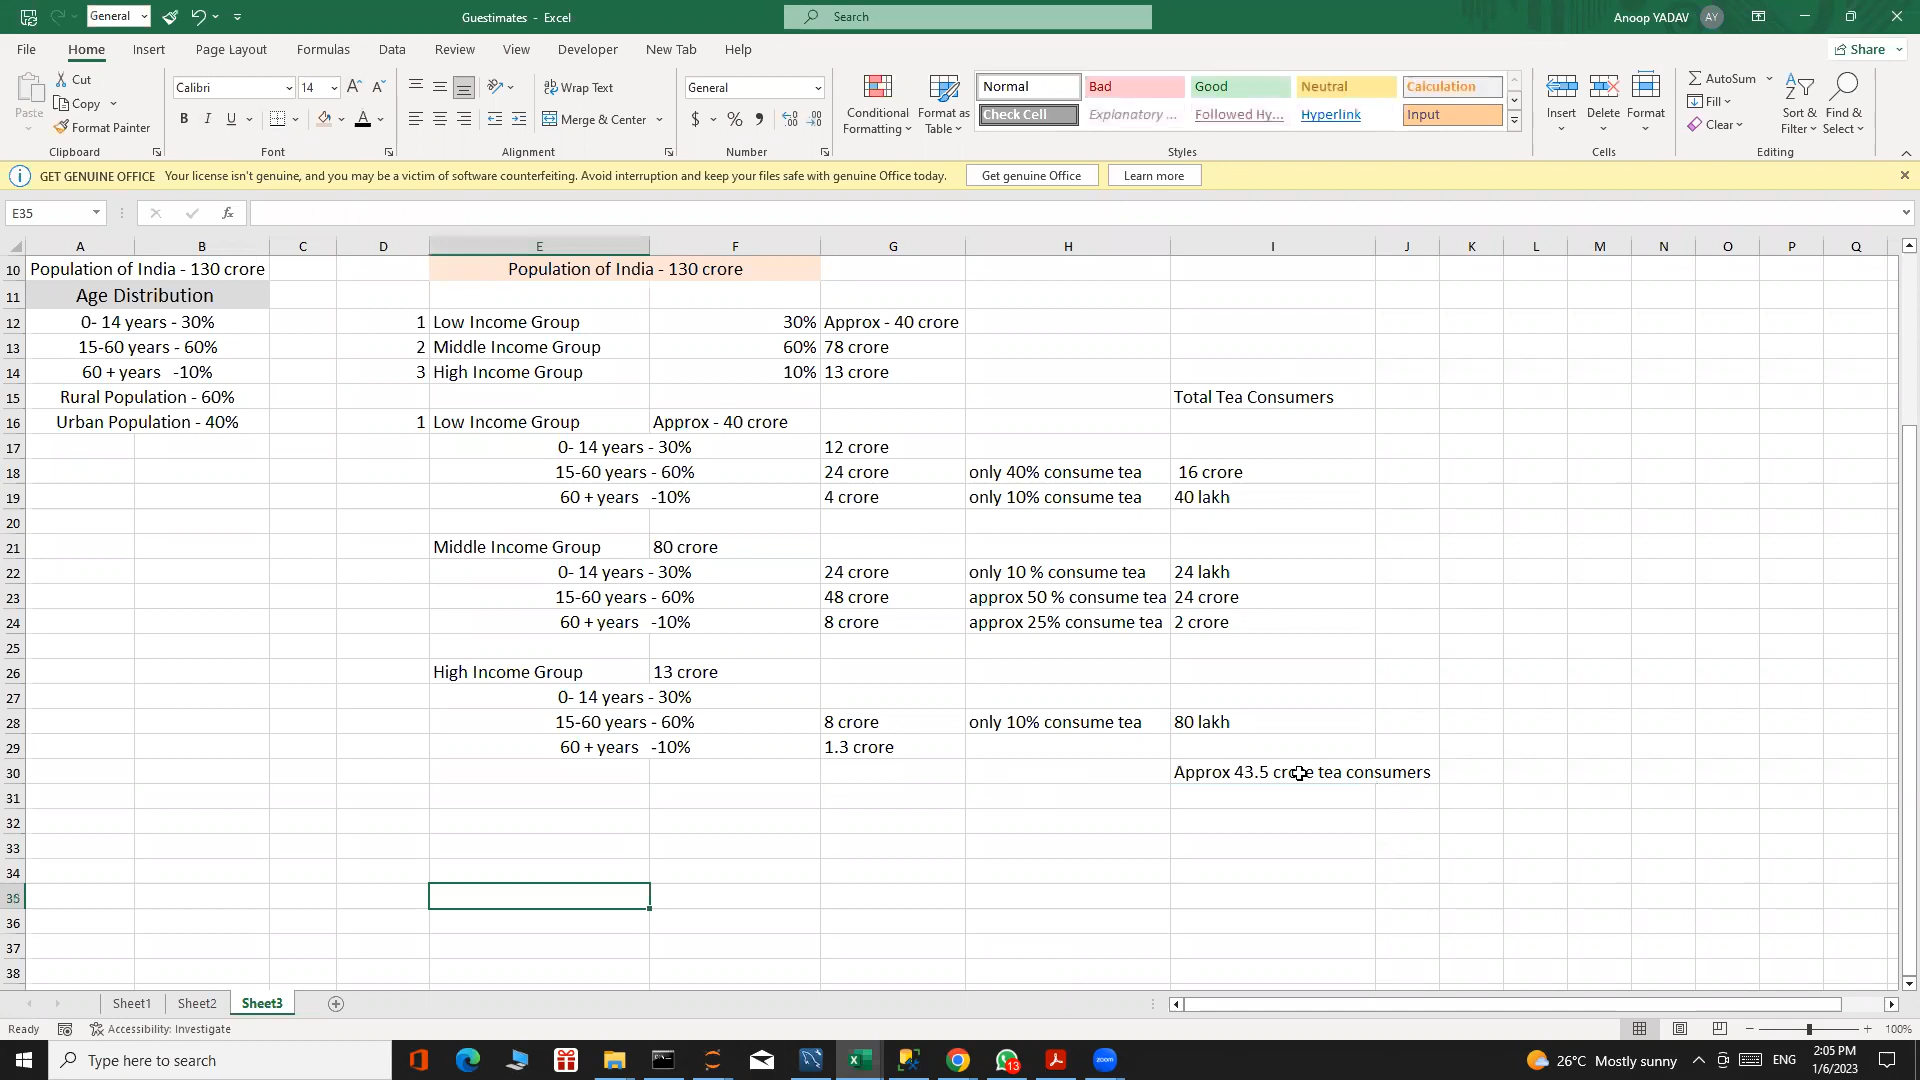 General
Guestimates - Excel
Search
Anoop YADAV
AY
File
Home
Insert
Page Layout
Formulas
Data
Review
View
Developer
New Tab
Help
Share
Paste
Cut
Copy
Format Painter
Clipboard
Calibri
14
B I U
Font
Wrap Text
Merge & Center
Alignment
General
$ % ,
Number
Conditional Formatting
Format as Table
Normal
Bad
Good
Neutral
Calculation
Check Cell
Explanatory ...
Followed Hy...
Hyperlink
Input
Styles
Insert
Delete
Format
Cells
AutoSum
Fill
Clear
Sort & Filter
Find & Select
Editing
GET GENUINE OFFICE Your license isn't genuine, and you may be a victim of software counterfeiting. Avoid interruption and keep your files safe with genuine Office today.
Get genuine Office
Learn more
E35
fx
A B C D E F G H I J K L M N O P Q
10 Population of India - 130 crore Population of India - 130 crore
11 Age Distribution
12 0- 14 years - 30% 1 Low Income Group 30% Approx - 40 crore
13 15-60 years - 60% 2 Middle Income Group 60% 78 crore
14 60 + years -10% 3 High Income Group 10% 13 crore
15 Rural Population - 60% Total Tea Consumers
16 Urban Population - 40% 1 Low Income Group Approx - 40 crore
17 0- 14 years - 30% 12 crore
18 15-60 years - 60% 24 crore only 40% consume tea 16 crore
19 60 + years -10% 4 crore only 10% consume tea 40 lakh
20
21 Middle Income Group 80 crore
22 0- 14 years - 30% 24 crore only 10 % consume tea 24 lakh
23 15-60 years - 60% 48 crore approx 50 % consume tea 24 crore
24 60 + years -10% 8 crore approx 25% consume tea 2 crore
25
26 High Income Group 13 crore
27 0- 14 years - 30%
28 15-60 years - 60% 8 crore only 10% consume tea 80 lakh
29 60 + years -10% 1.3 crore
30 Approx 43.5 crore tea consumers
31
32
33
34
35
36
37
38
Sheet1
Sheet2
Sheet3
Ready
Accessibility: Investigate
100%
Type here to search
13
zoom
26°C Mostly sunny
ENG
2:05 PM
1/6/2023